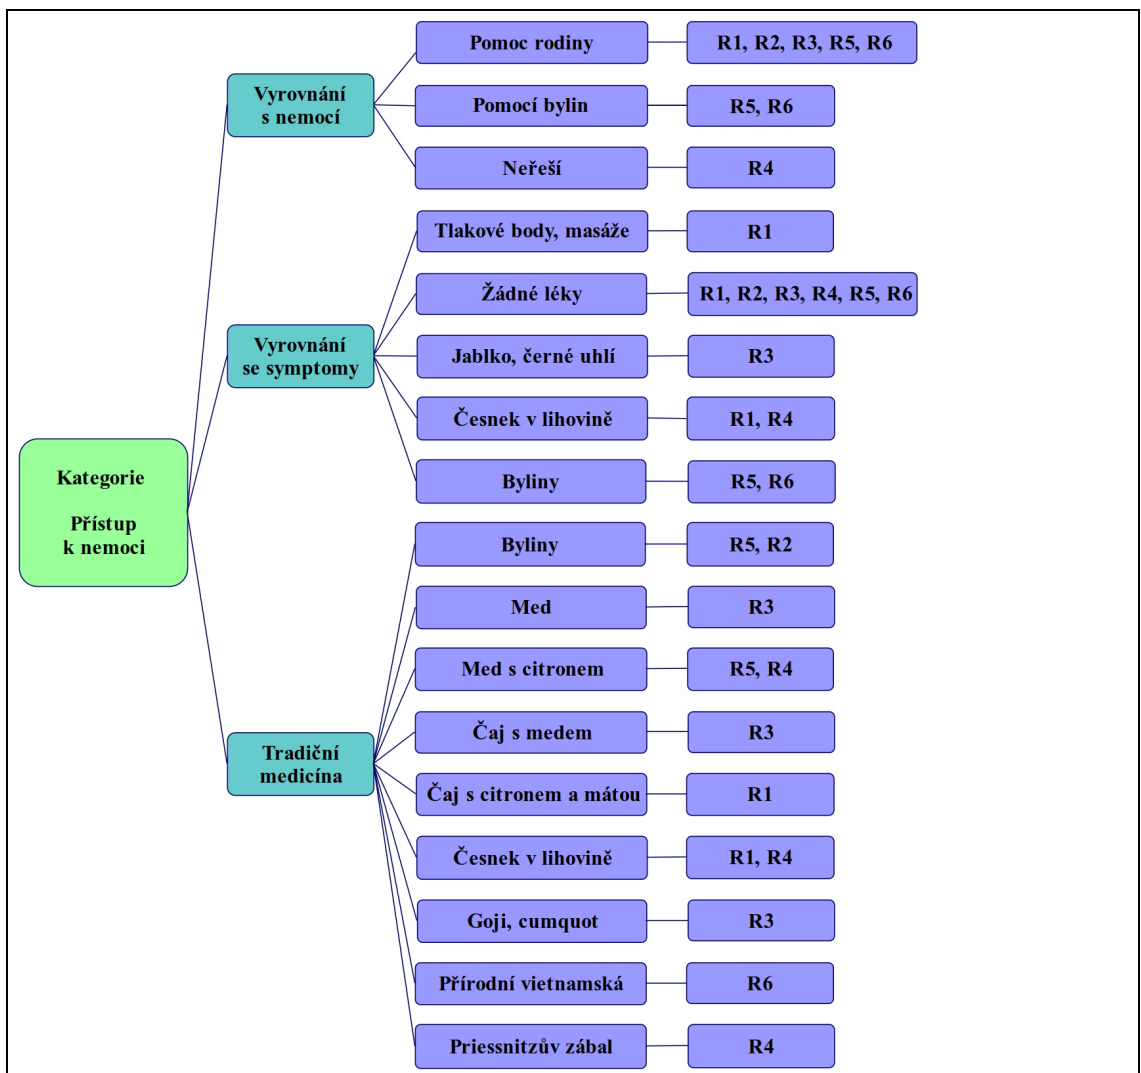 Kategorie
Přístup
k nemoci
Vyrovnání
s nemocí
Pomoc rodiny
R1, R2, R3, R5, R6
Pomocí bylin
R5, R6
Neřeší
R4
Vyrovnání
se symptomy
Tlakové body, masáže
R1
Žádné léky
R1, R2, R3, R4, R5, R6
Jablko, černé uhlí
R3
Česnek v lihovině
R1, R4
Byliny
R5, R6
Tradiční
medicína
Byliny
R5, R2
Med
R3
Med s citronem
R5, R4
Čaj s medem
R3
Čaj s citronem a mátou
R1
Česnek v lihovině
R1, R4
Goji, cumquot
R3
Přírodní vietnamská
R6
Priessnitzův zábal
R4